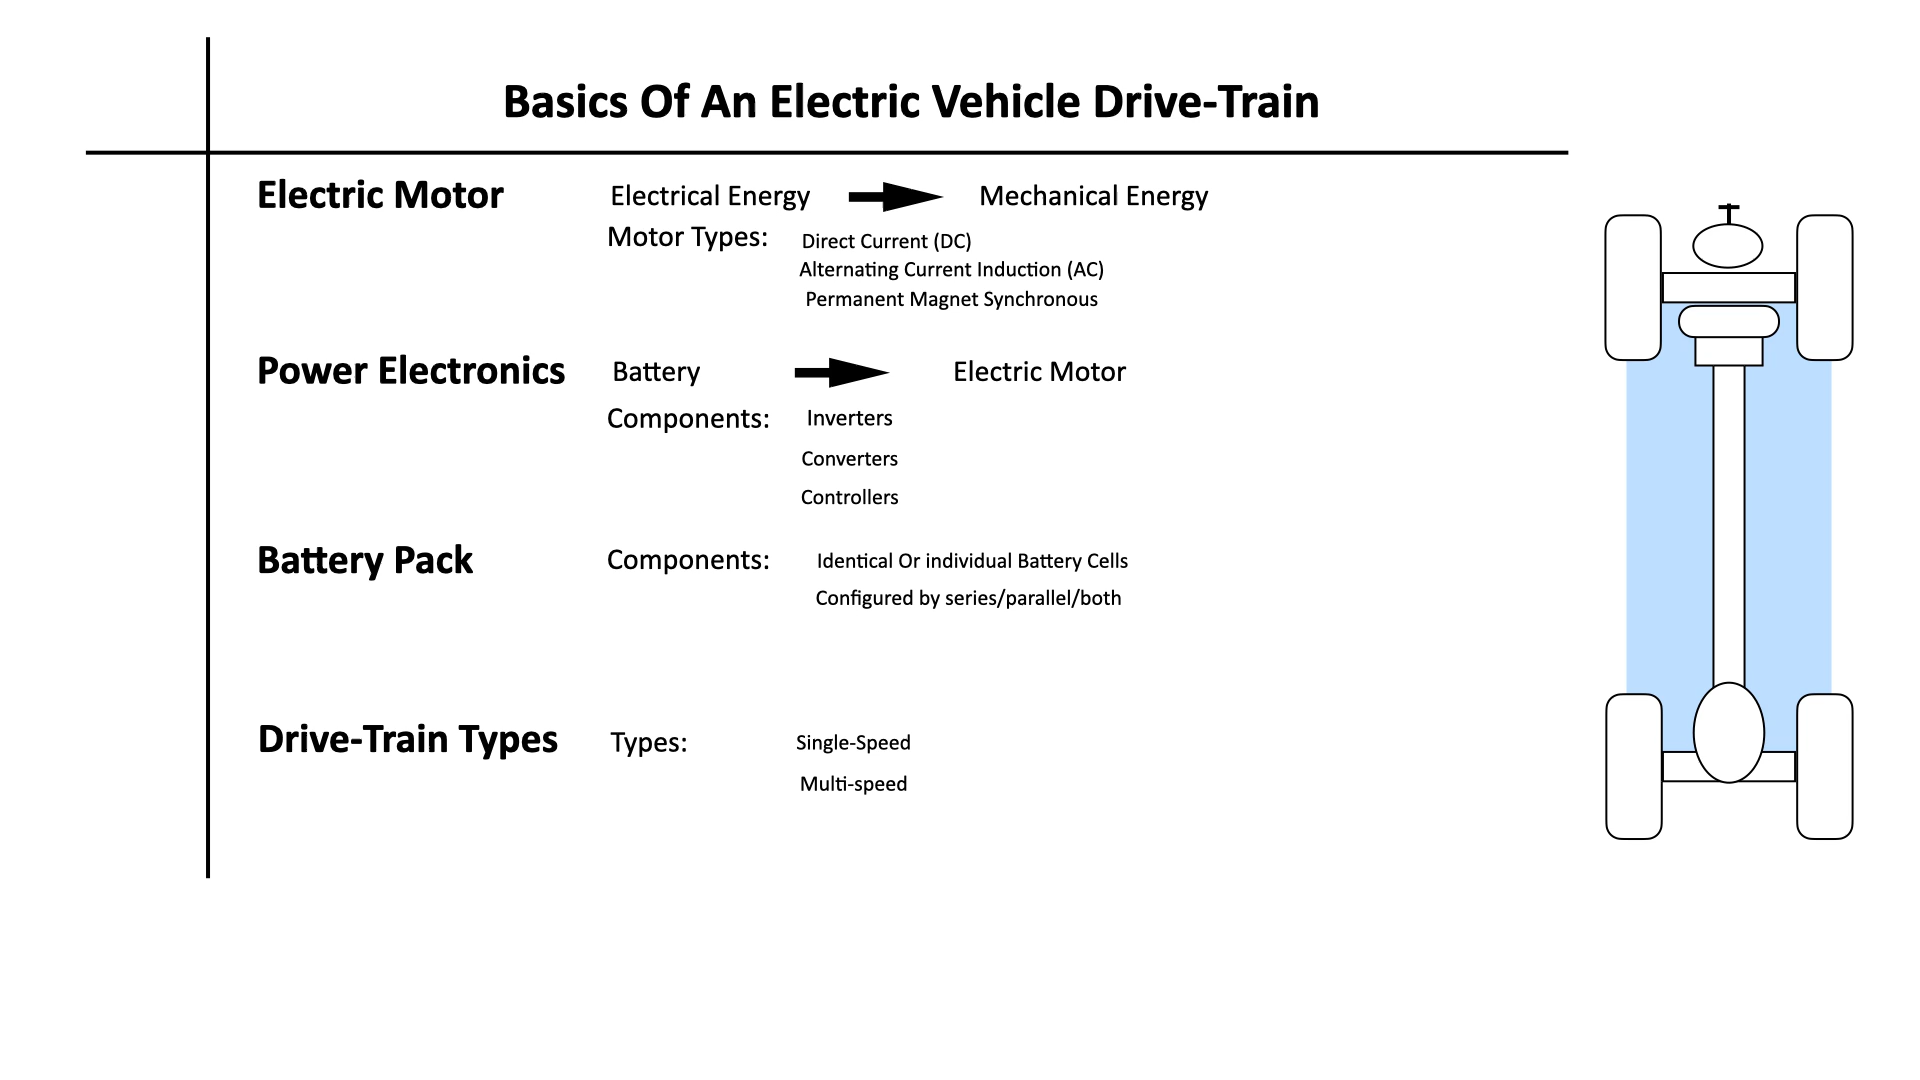 Basics Of An Electric Vehicle Drive-Train
Electric Motor
Electrical Energy
Mechanical Energy
Motor Types:
Direct Current (DC)
Alternating Current Induction (AC)
Permanent Magnet Synchronous
Power Electronics
Battery
Electric Motor
Components:
Inverters
Converters
Controllers
Battery Pack
Components:
Identical Or individual Battery Cells
Configured by series/parallel/both
Drive-Train Types
Types:
Single-Speed
Multi-speed